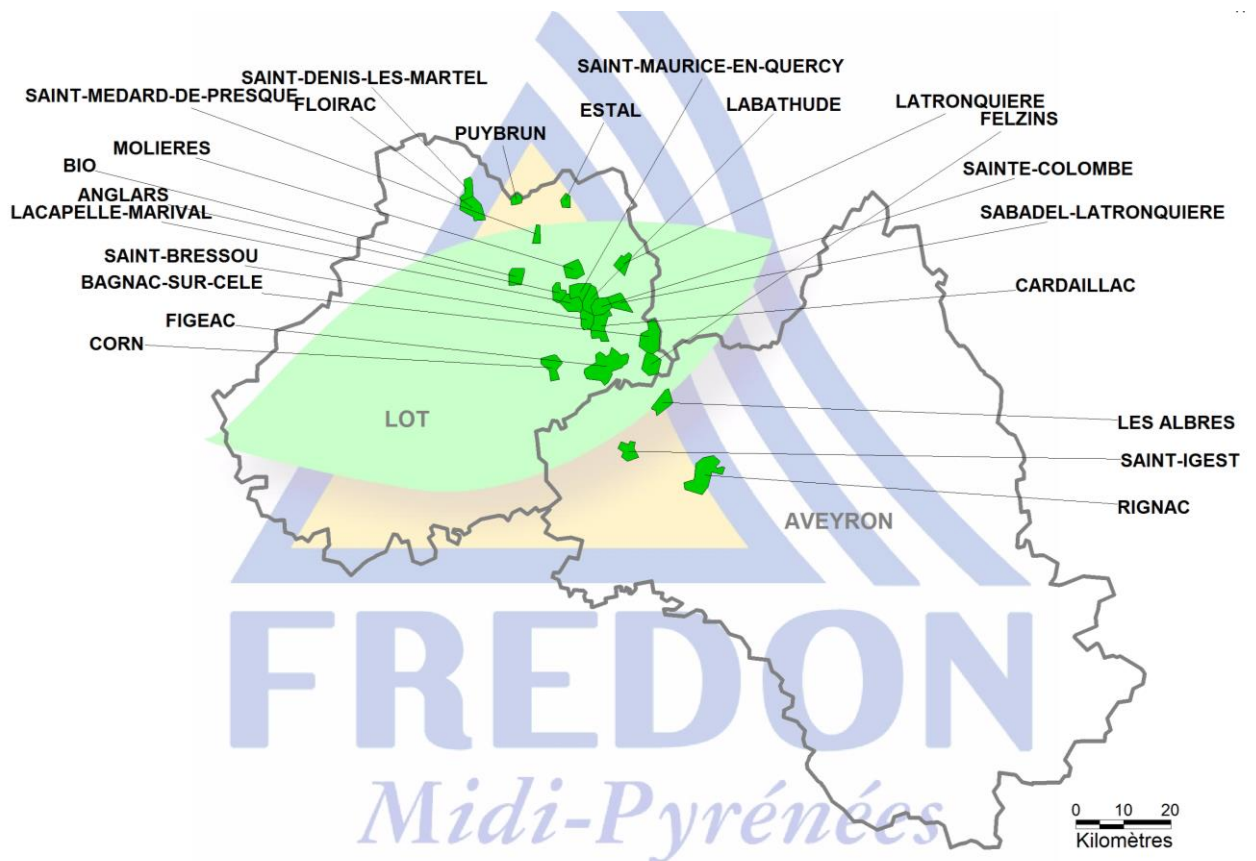 SAINT-MAURICE-EN-QUERCY
SAINT-DENIS-LES-MARTEL
SAINT-MEDARD-DE-PRESQUE
FLOIRAC
ESTAL
LABATHUDE
LATRONQUIERE
FELZINS
PUYBRUN
MOLIERES
BIO
SAINTE-COLOMBE
ANGLARS
LACAPELLE-MARIVAL
SABADEL-LATRONQUIERE
SAINT-BRESSOU
BAGNAC-SUR-CELE
CARDAILLAC
FIGEAC
CORN
LOT
LES ALBRES
SAINT-IGEST
RIGNAC
AVEYRON
FREDON
Midi-Pyrénées
0 10 20
Kilomètres